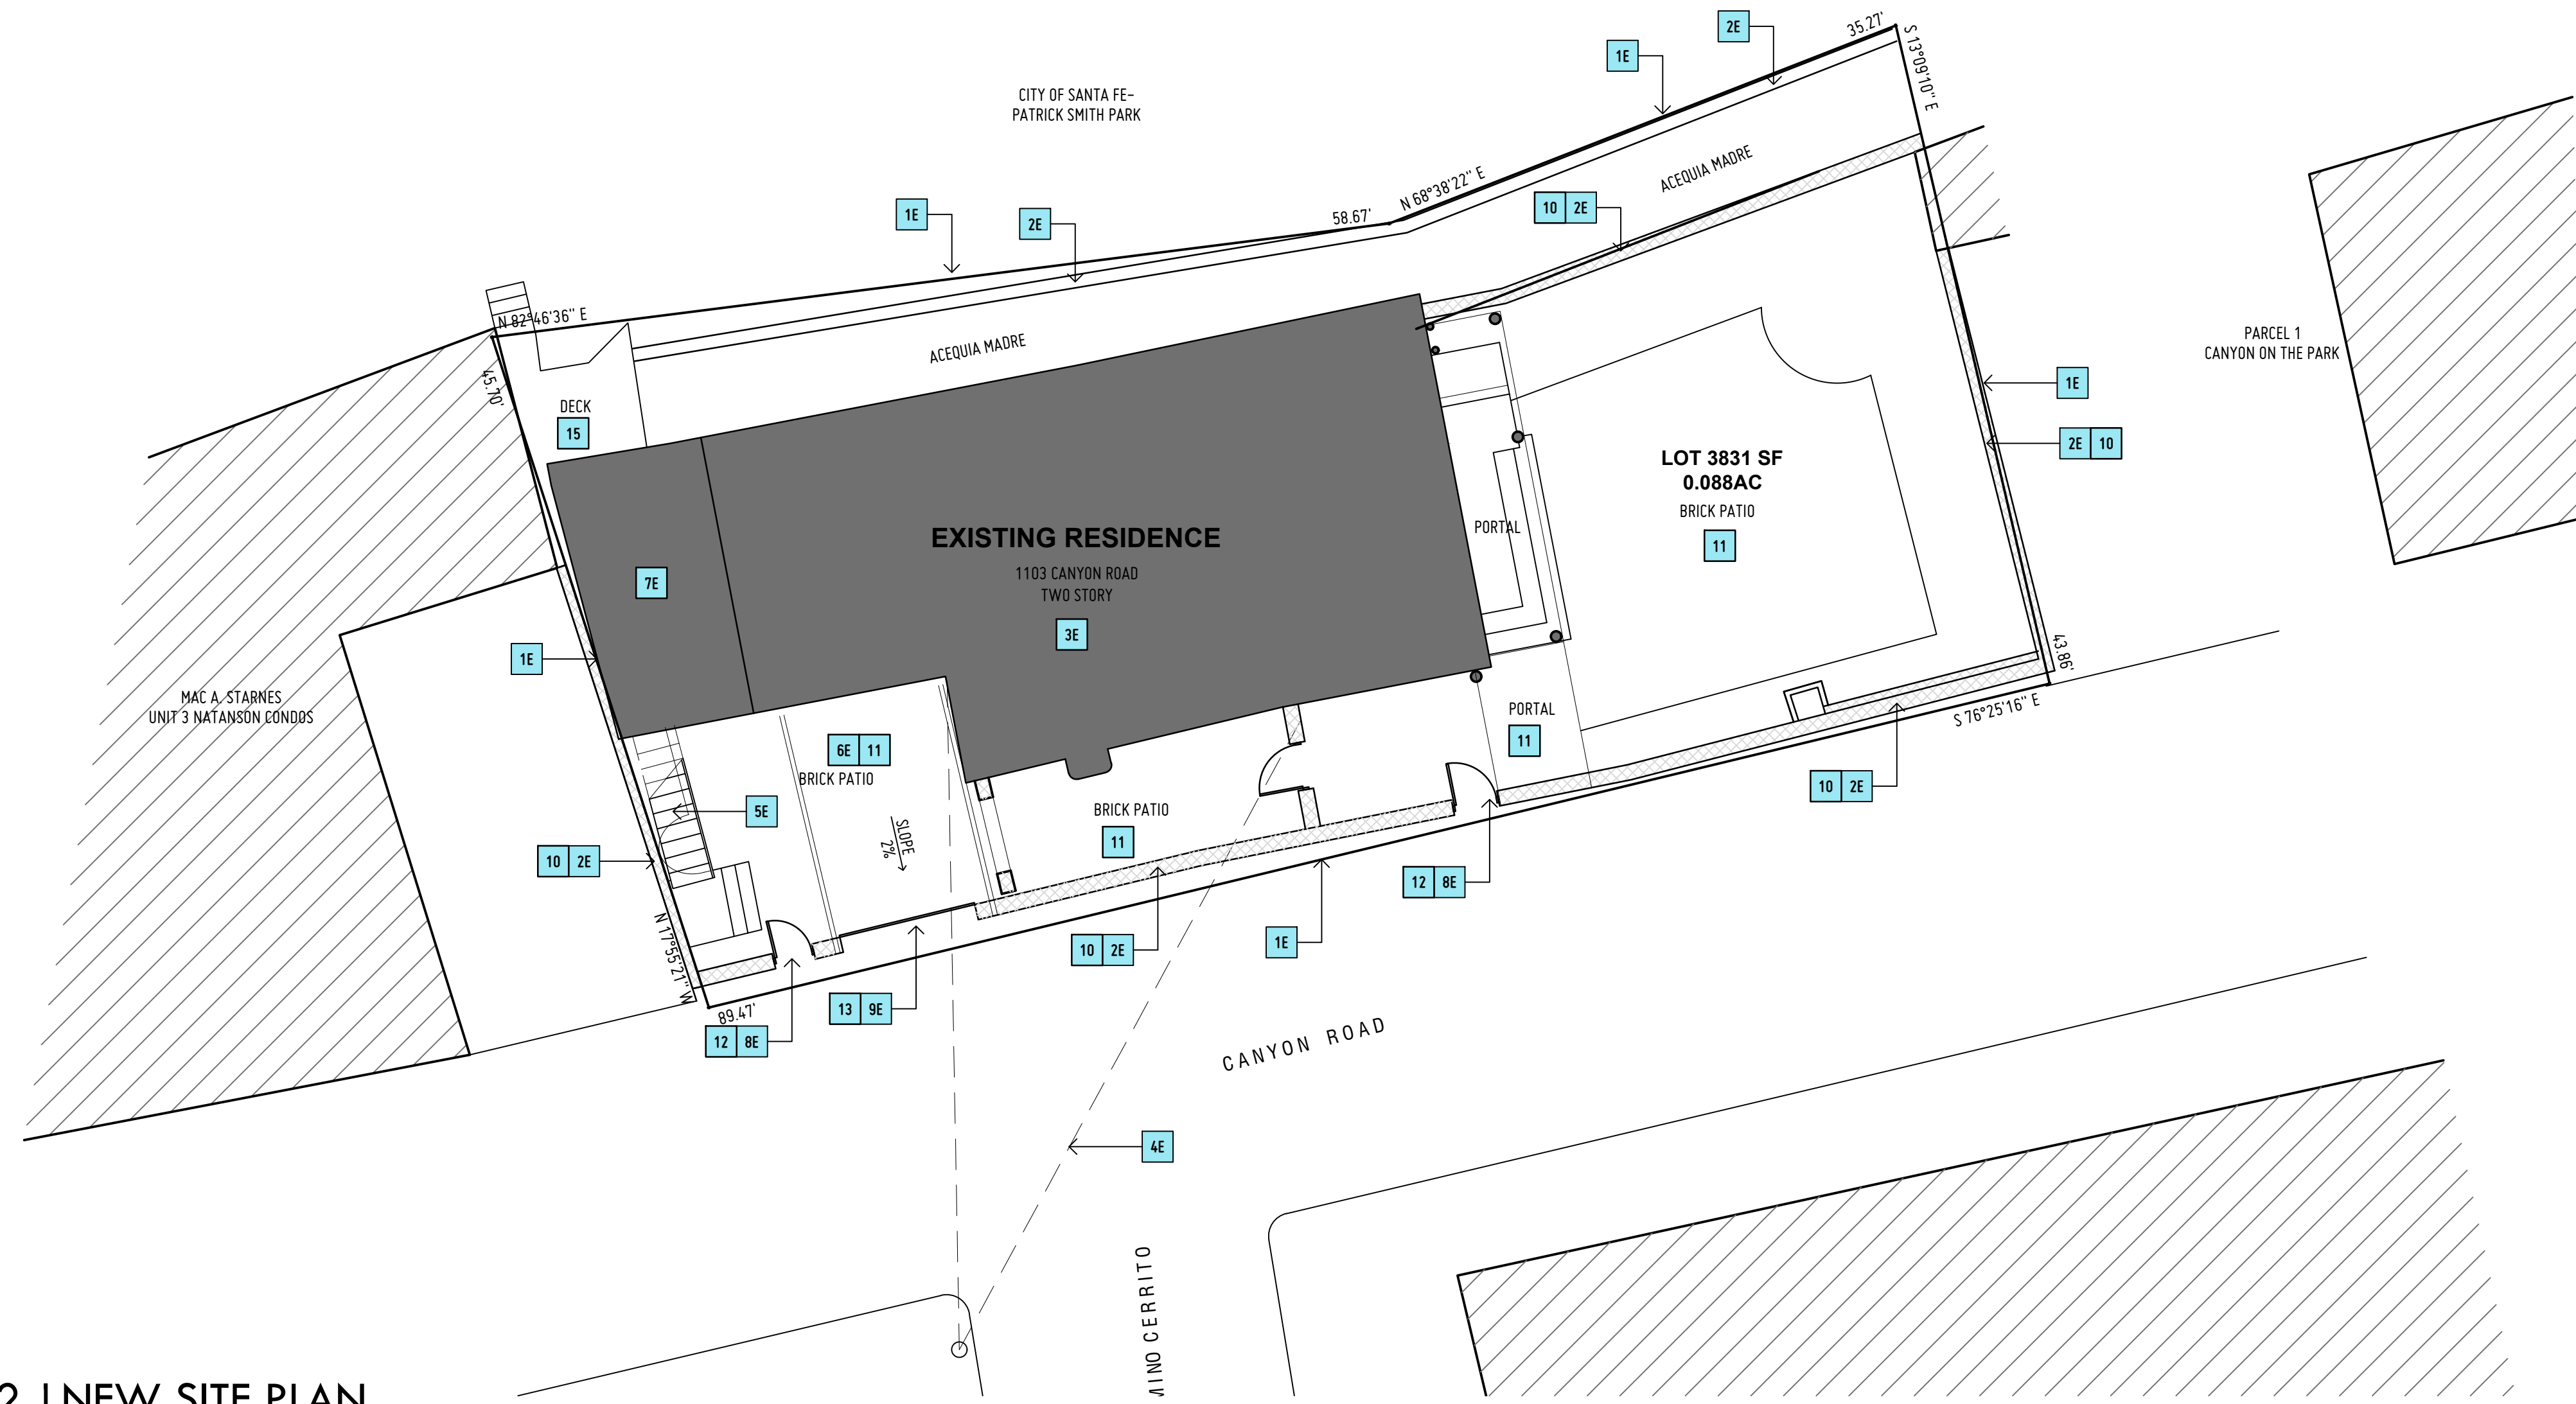 2E
35.27'
1E
S 13°09'10" E
CITY OF SANTA FE-
PATRICK SMITH PARK
ACEQUIA MADRE
N 68°38'22" E
10 2E
1E
2E
58.67'
N 82°46'36" E
PARCEL 1
CANYON ON THE PARK
ACEQUIA MADRE
45.70'
1E
DECK
15
2E 10
LOT 3831 SF
0.088AC
BRICK PATIO
11
PORTAL
EXISTING RESIDENCE
1103 CANYON ROAD
TWO STORY
3E
7E
1E
43.86'
MAC A. STARNES
UNIT 3 NATANSON CONDOS
PORTAL
11
S 76°25'16" E
6E 11
BRICK PATIO
10 2E
5E
BRICK PATIO
11
SLOPE
2%
10 2E
12 8E
N 17°55'21" W
10 2E
1E
89.47'
13 9E
12 8E
CANYON ROAD
4E
MINO CERRITO
2 | NEW SITE PLAN